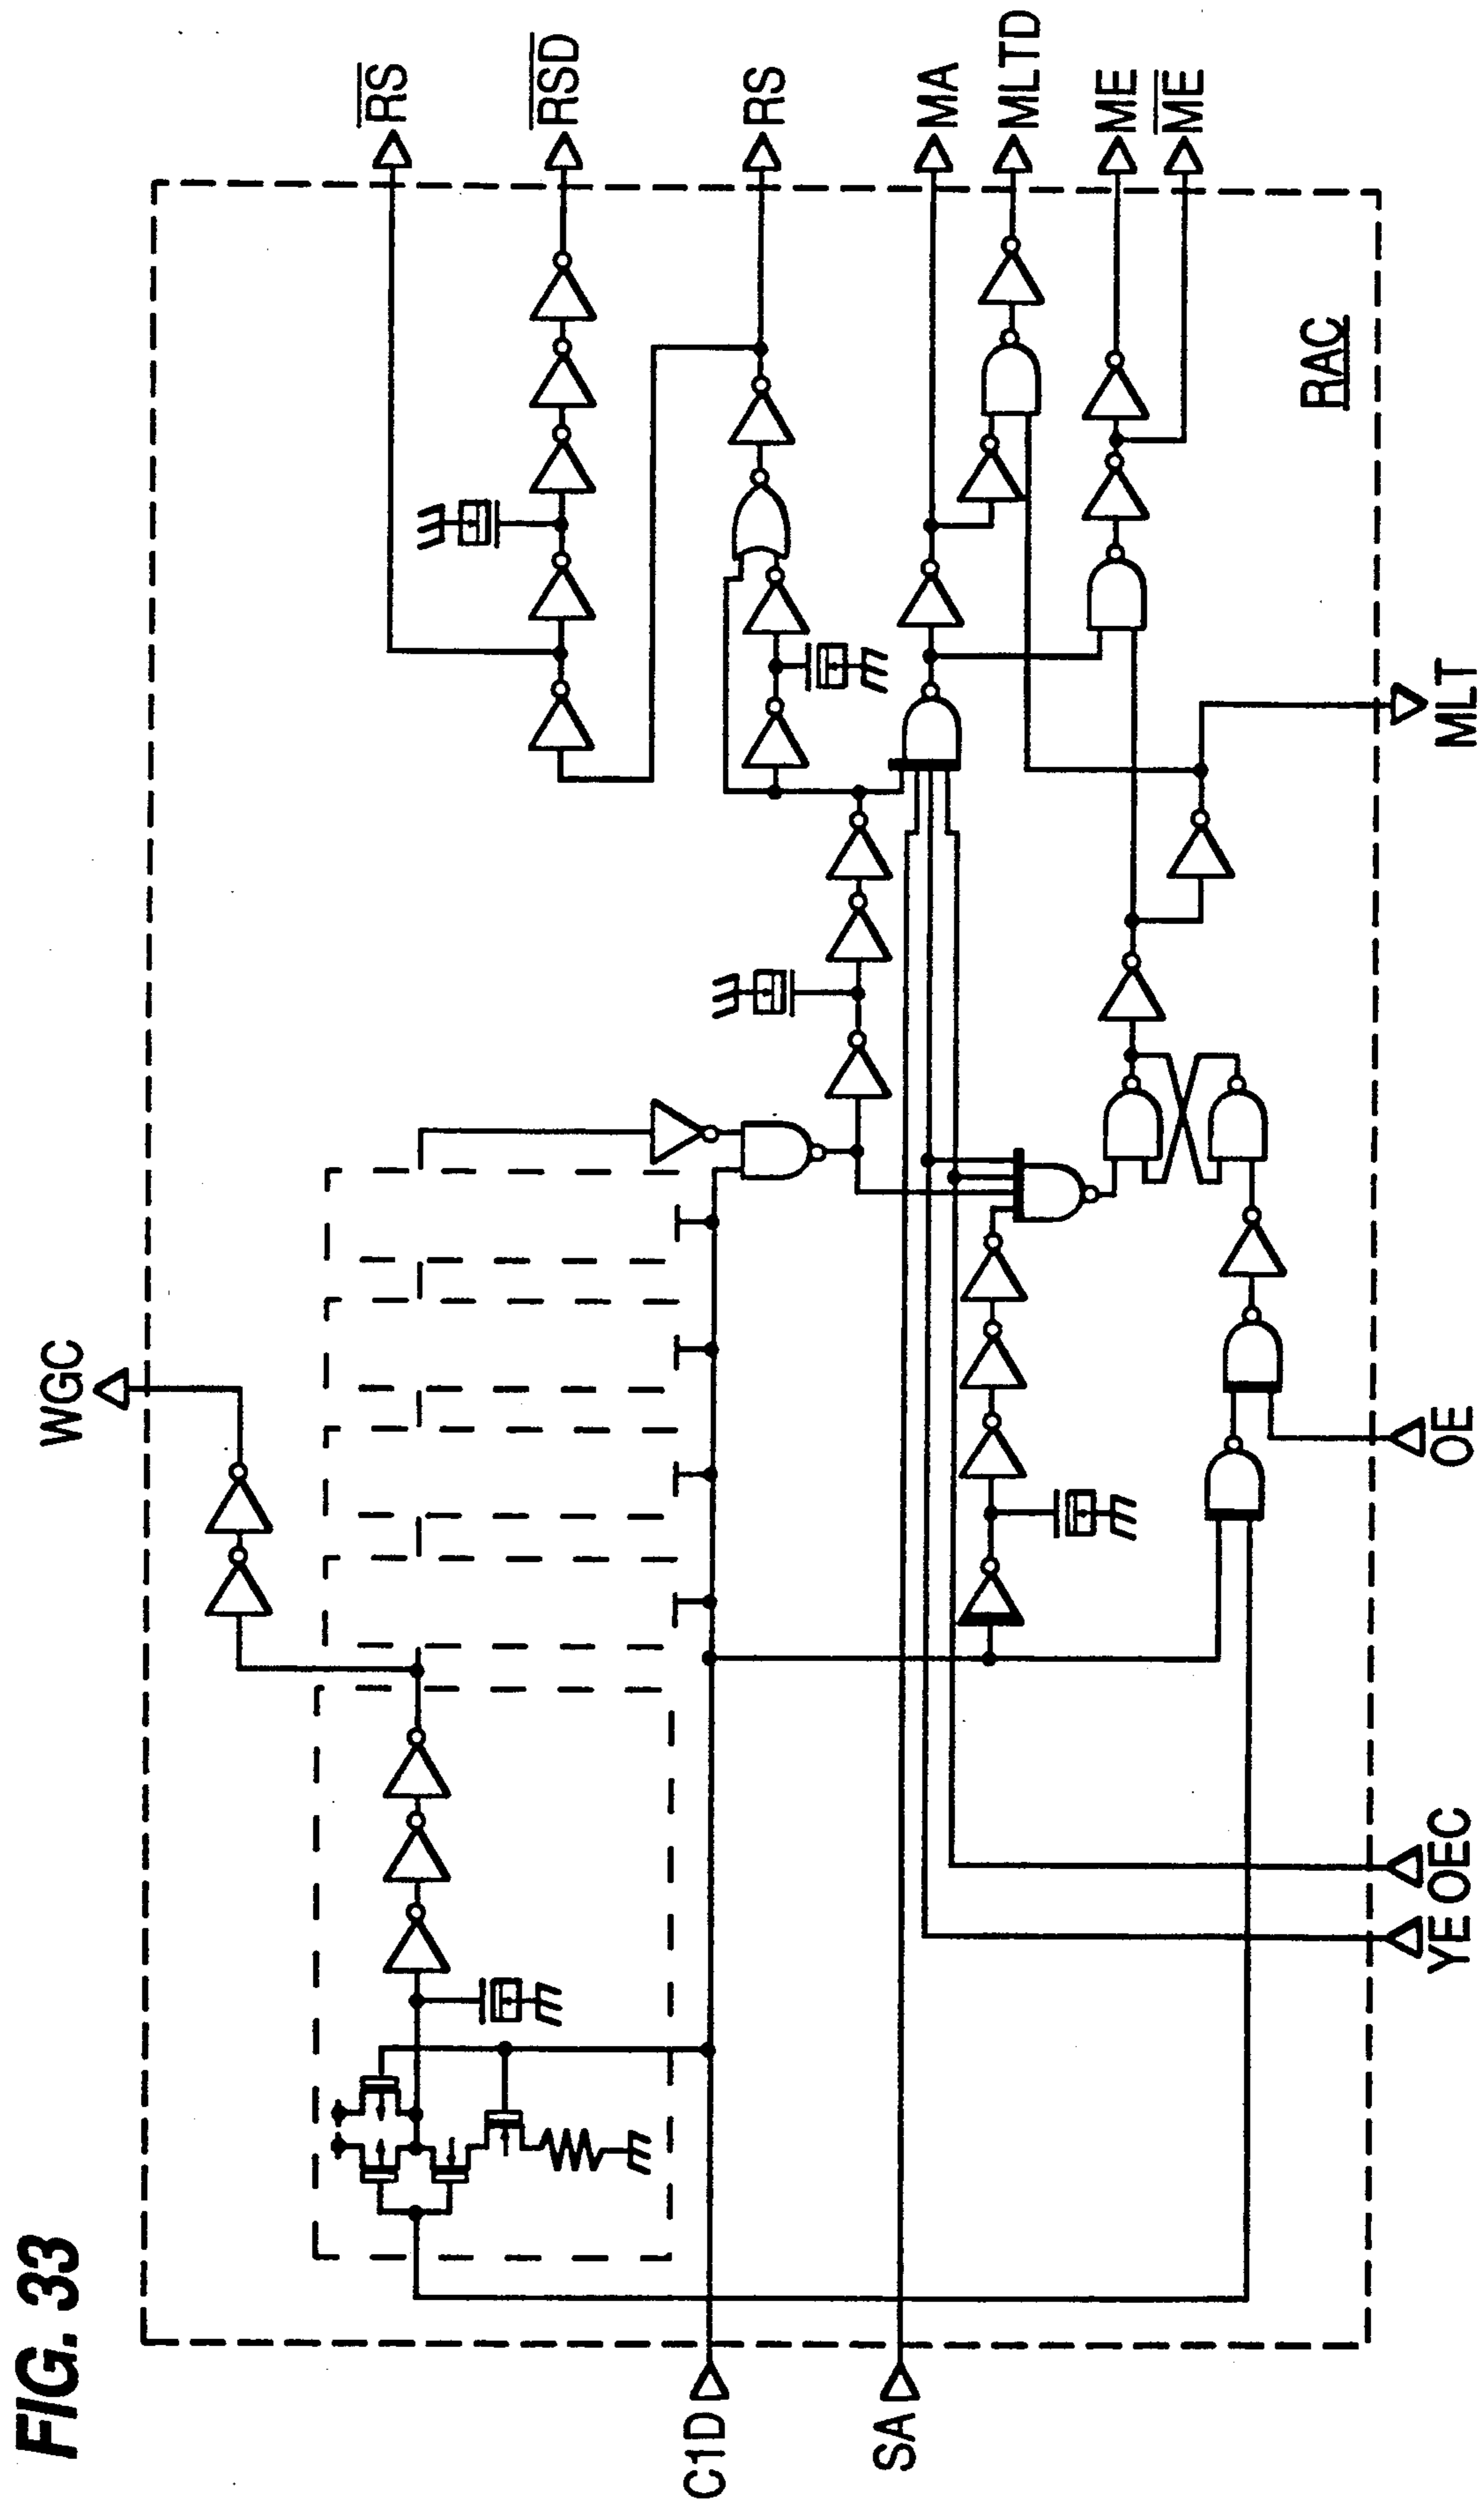 FIG. 33
WGC
RS
RSD
RS
MA
MLTD
ME
ME
C1D
SA
YE
OEC
OE
MLT
RAC